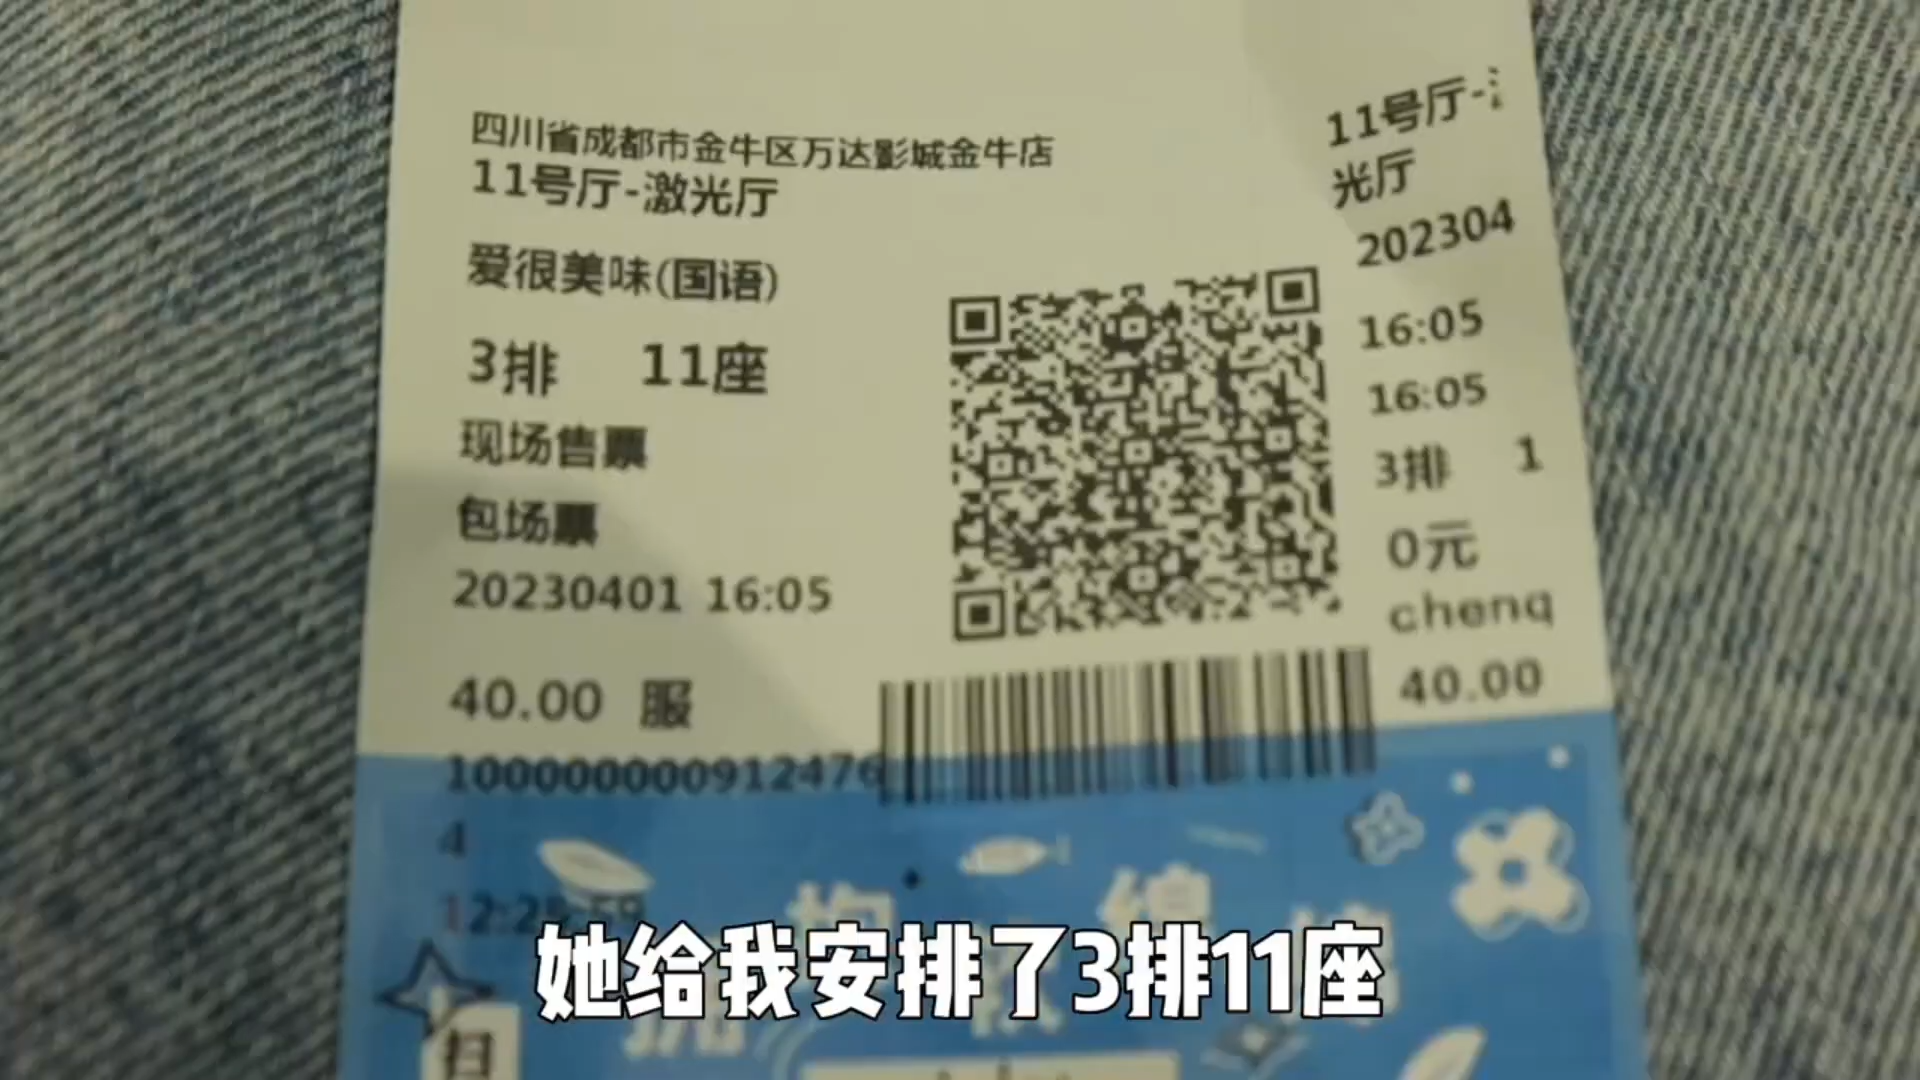 四川省成都市金牛区万达影城金牛店
11号厅-激光厅
爱很美味(国语)
3排 11座
现场售票
包场票
20230401 16:05
40.00 服
1000000000912476
4
11号厅-
光厅
202304
16:05
16:05
3排 1
0元
chenq
40.00
她给我安排了3排11座
扫